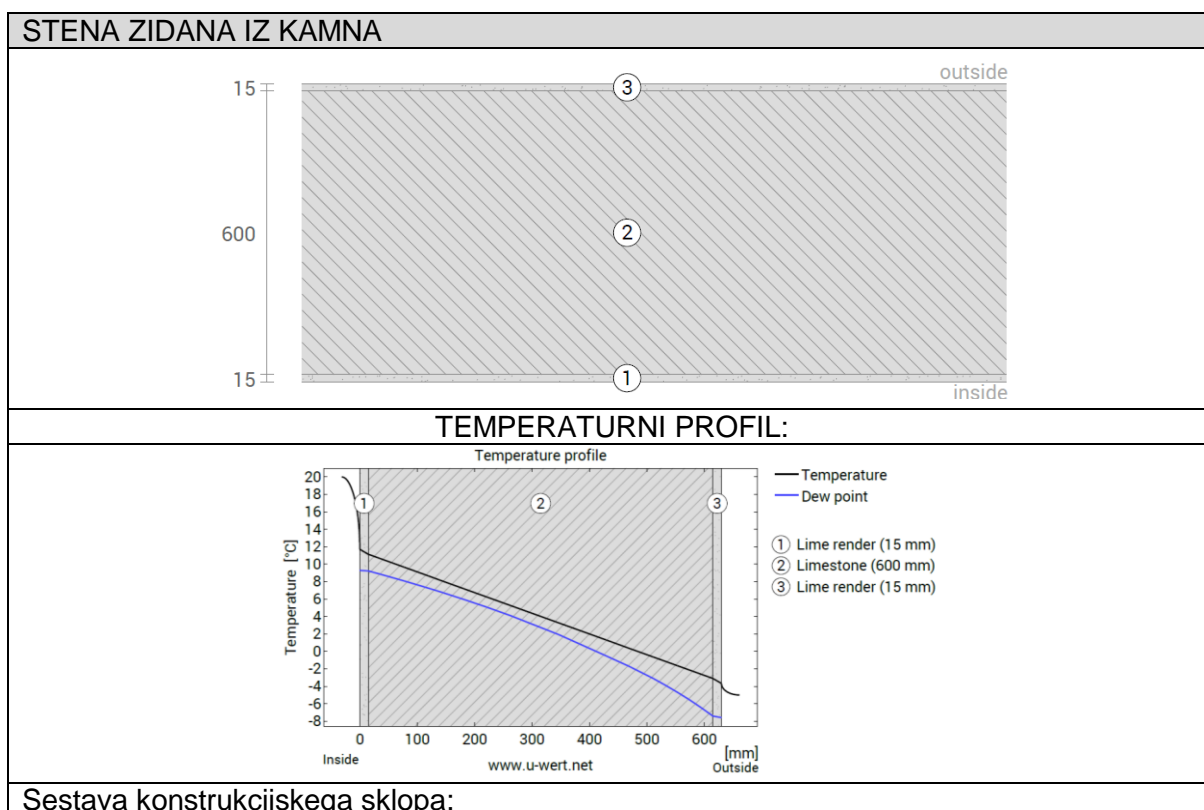 STENA ZIDANA IZ KAMNA
outside
15
3
600
2
15
1
inside
TEMPERATURNI PROFIL:
Temperature profile
Temperature [°C]
20
18
16
14
12
10
8
6
4
2
0
-2
-4
-6
-8
1
2
3
0 100 200 300 400 500 600 [mm]
Inside www.u-wert.net Outside
Temperature
Dew point
1 Lime render (15 mm)
2 Limestone (600 mm)
3 Lime render (15 mm)
Sestava konstrukcijskega sklopa: